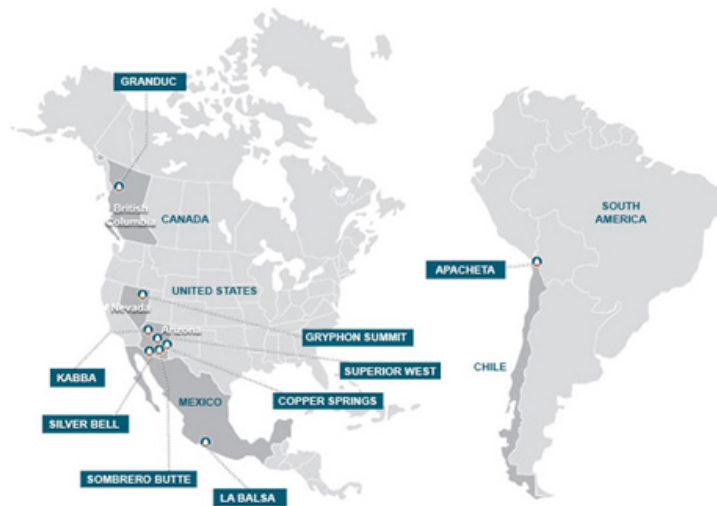 GRANDUC
British
Columbia
CANADA
SOUTH
AMERICA
APACHETA
UNITED STATES
Nevada
Arizona
GRYPHON SUMMIT
SUPERIOR WEST
CHILE
KABBA
MEXICO
COPPER SPRINGS
SILVER BELL
SOMBRERO BUTTE
LA BALSA